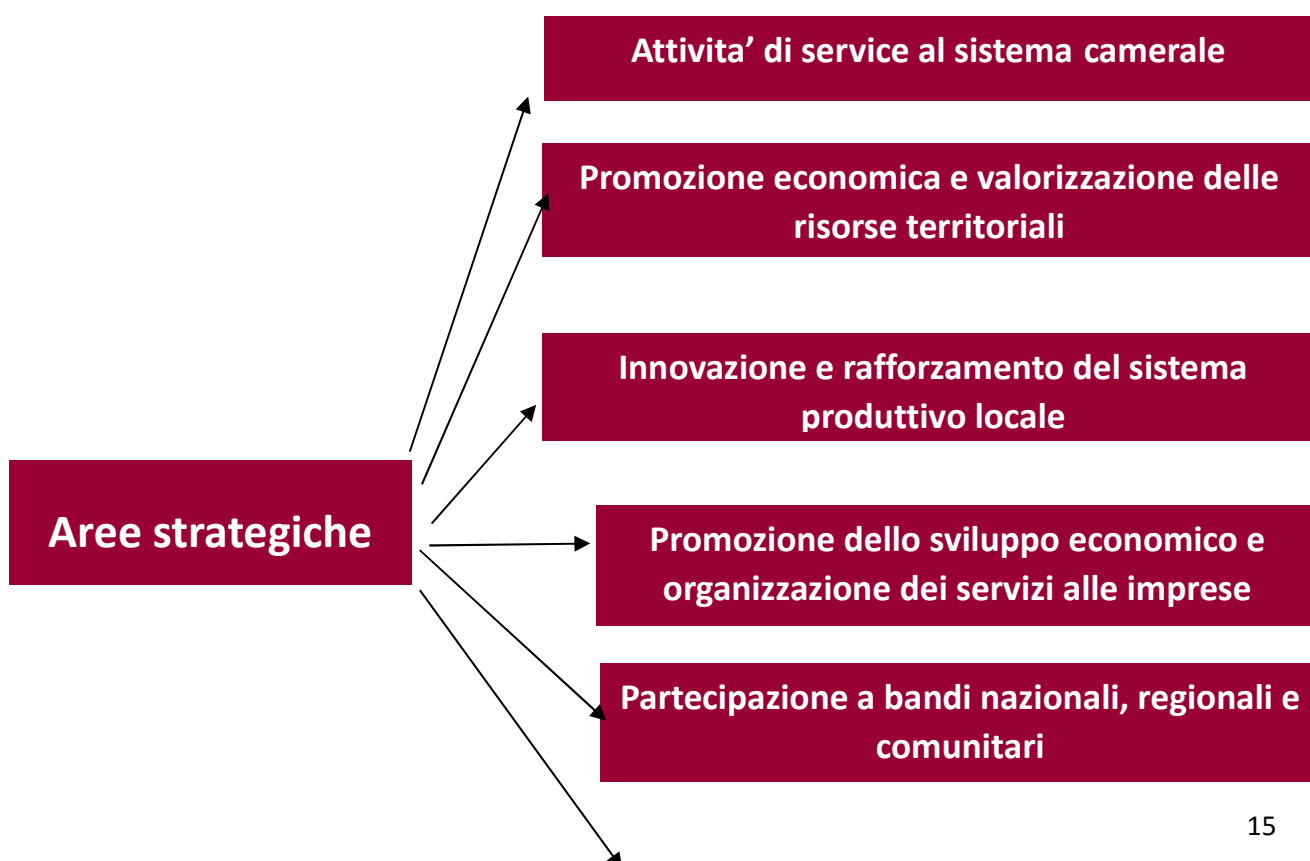 Attivita’ di service al sistema camerale
Promozione economica e valorizzazione delle
risorse territoriali
Innovazione e rafforzamento del sistema
produttivo locale
Aree strategiche
Promozione dello sviluppo economico e
organizzazione dei servizi alle imprese
Partecipazione a bandi nazionali, regionali e
comunitari
15